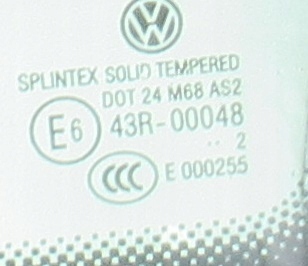 SPLINTEX SOLID TEMPERED
DOT 24 M68 AS2
E6 43R-00048
.. 2
CCC E 000255